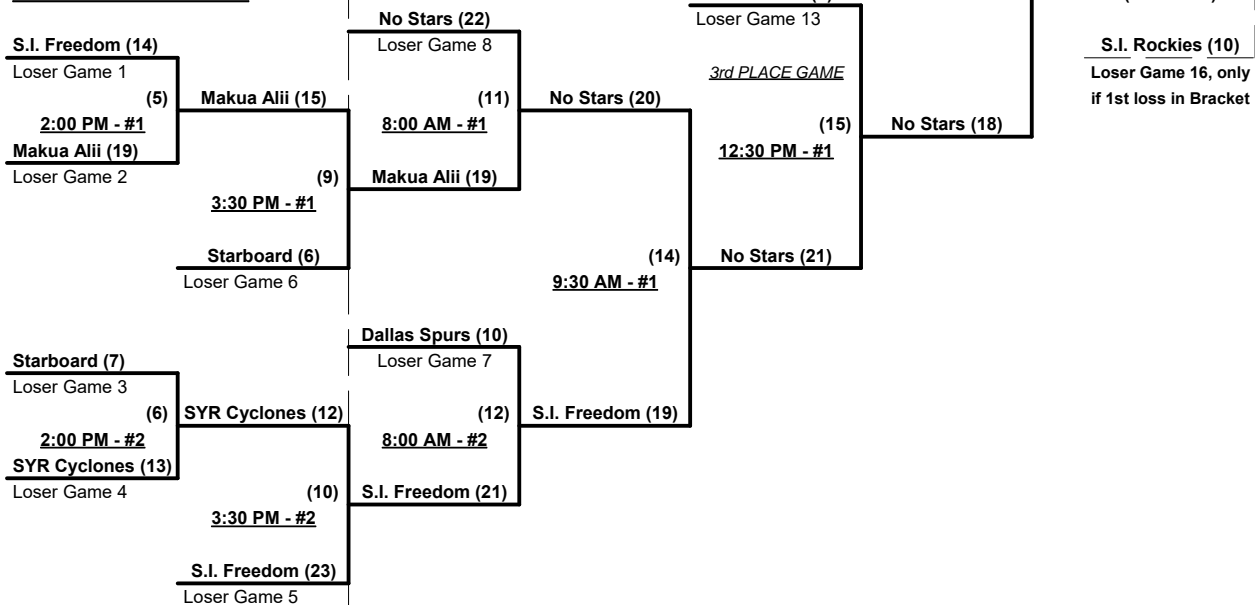 No Stars (22)
Loser Game 8
Loser Game 13
S.I. Freedom (14)
Loser Game 1
S.I. Rockies (10)
Loser Game 16, only
if 1st loss in Bracket
3rd PLACE GAME
(5)
Makua Alii (15)
(11)
No Stars (20)
2:00 PM - #1
8:00 AM - #1
(15)
No Stars (18)
12:30 PM - #1
Makua Alii (19)
Loser Game 2
(9)
Makua Alii (19)
3:30 PM - #1
Starboard (6)
Loser Game 6
(14)
No Stars (21)
9:30 AM - #1
Dallas Spurs (10)
Loser Game 7
Starboard (7)
Loser Game 3
(6)
SYR Cyclones (12)
(12)
S.I. Freedom (19)
2:00 PM - #2
8:00 AM - #2
SYR Cyclones (13)
Loser Game 4
(10)
S.I. Freedom (21)
3:30 PM - #2
S.I. Freedom (23)
Loser Game 5